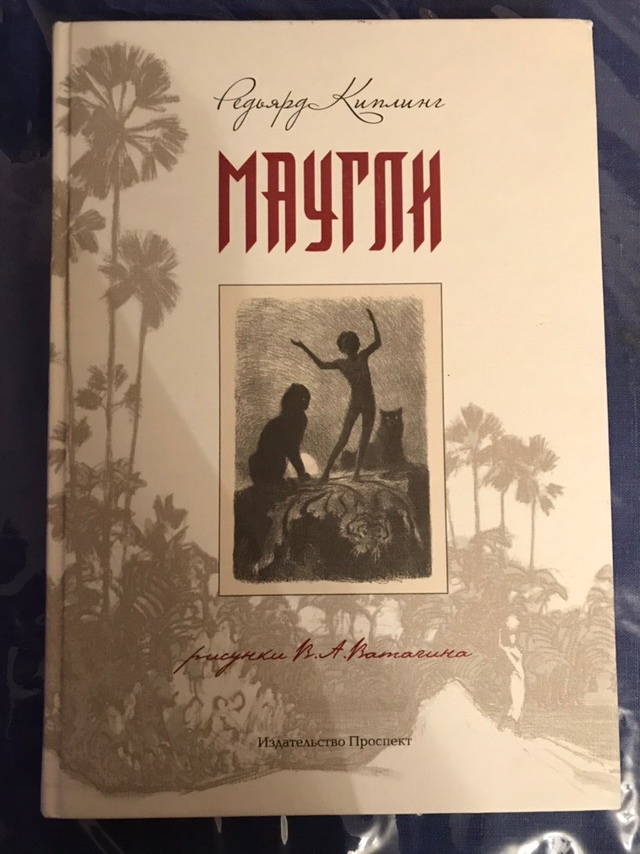 Редьярд Киплинг
МАУГЛИ
рисунки В.А.Ватагина
Издательство Проспект